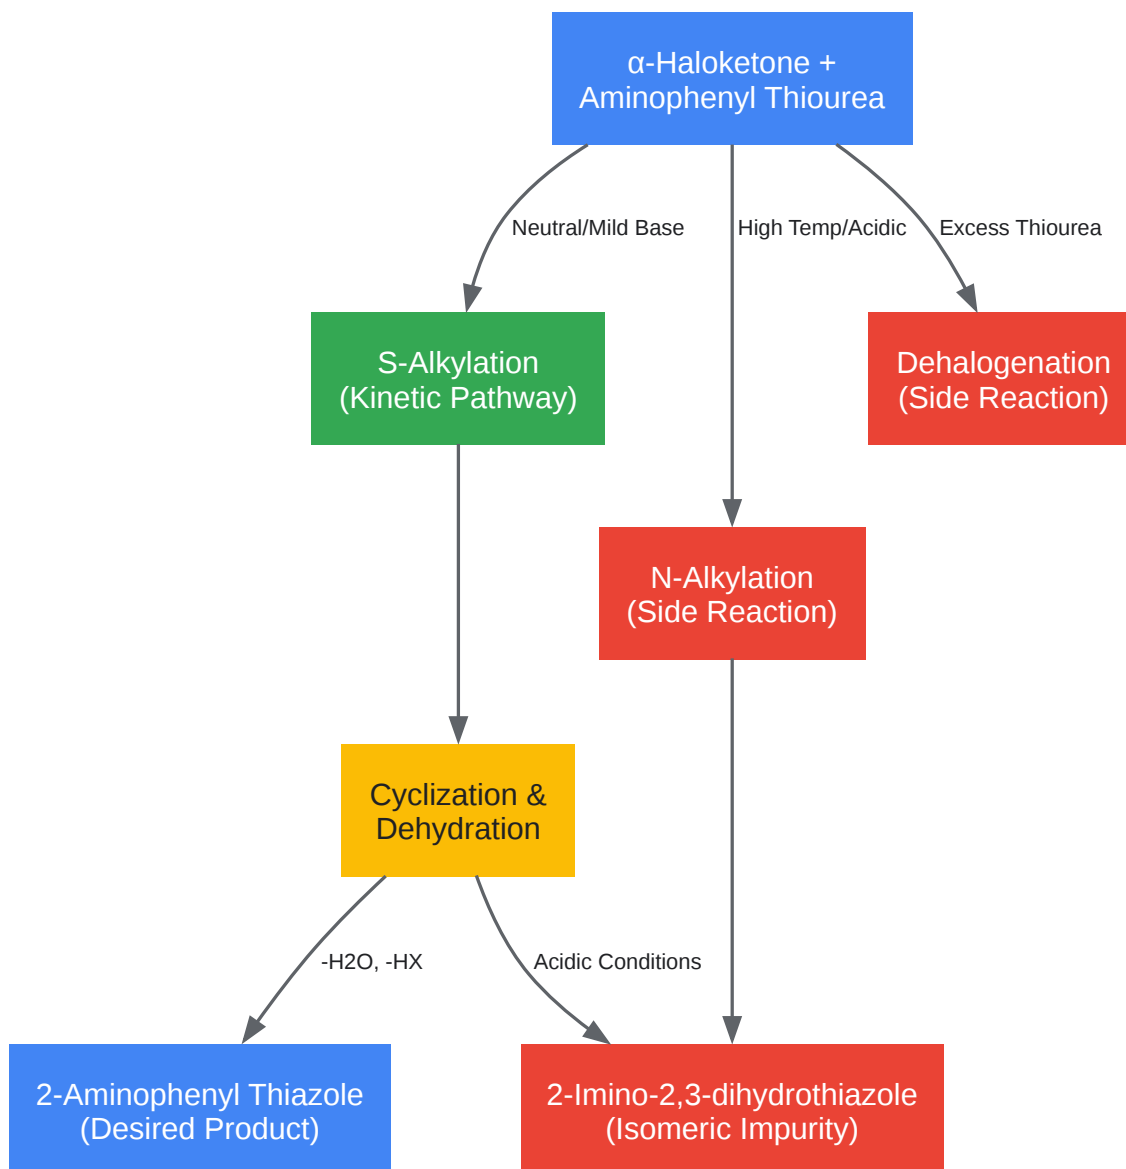 α-Haloketone +
Aminophenyl Thiourea
Neutral/Mild Base
High Temp/Acidic
Excess Thiourea
S-Alkylation
(Kinetic Pathway)
Dehalogenation
(Side Reaction)
N-Alkylation
(Side Reaction)
Cyclization &
Dehydration
-H2O, -HX
Acidic Conditions
2-Aminophenyl Thiazole
(Desired Product)
2-Imino-2,3-dihydrothiazole
(Isomeric Impurity)